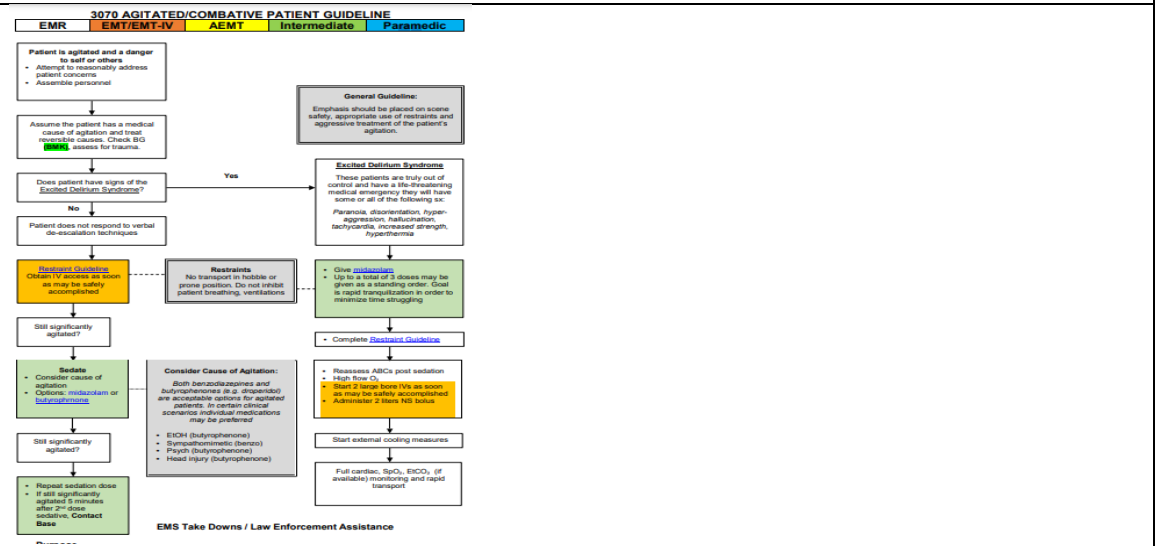 3070 AGITATED/COMBATIVE PATIENT GUIDELINE
EMR
EMT/EMT-IV
AEMT
Intermediate
Paramedic
Patient is agitated and a danger
to self or others
• Attempt to reasonably address
patient concerns
• Assemble personnel
General Guideline:
Emphasis should be placed on scene
safety, appropriate use of restraints and
aggressive treatment of the patient's
agitation.
Assume the patient has a medical
cause of agitation and treat
reversible causes. Check BG
(BMK), assess for trauma.
Does patient have signs of the
Excited Delirium Syndrome?
Yes
Excited Delirium Syndrome
These patients are truly out of
control and have a life-threatening
medical emergency they will have
some or all of the following sx:
Paranoia, disorientation, hyper-
aggression, hallucination,
tachycardia, increased strength,
hyperthermia
No
Patient does not respond to verbal
de-escalation techniques
Restraint Guideline
Obtain IV access as soon
as may be safely
accomplished
Restraints
No transport in hobble or
prone position. Do not inhibit
patient breathing, ventilations
• Give midazolam
• Up to a total of 3 doses may be
given as a standing order. Goal
is rapid tranquilization in order to
minimize time struggling
Still significantly
agitated?
• Complete Restraint Guideline
Sedate
• Consider cause of
agitation
• Options: midazolam or
butyrophrnone
Consider Cause of Agitation:
Both benzodiazepines and
butyrophenones (e.g. droperidol)
are acceptable options for agitated
patients. In certain clinical
scenarios individual medications
may be preferred
• EtOH (butyrophenone)
• Sympathomimetic (benzo)
• Psych (butyrophenone)
• Head injury (butyrophenone)
• Reassess ABCs post sedation
• High flow O₂
• Start 2 large bore IVs as soon
as may be safely accomplished
• Administer 2 liters NS bolus
Still significantly
agitated?
Start external cooling measures
• Repeat sedation dose
• If still significantly
agitated 5 minutes
after 2nd dose
sedative, Contact
Base
Full cardiac, SpO₂, EtCO₂ (if
available) monitoring and rapid
transport
EMS Take Downs / Law Enforcement Assistance